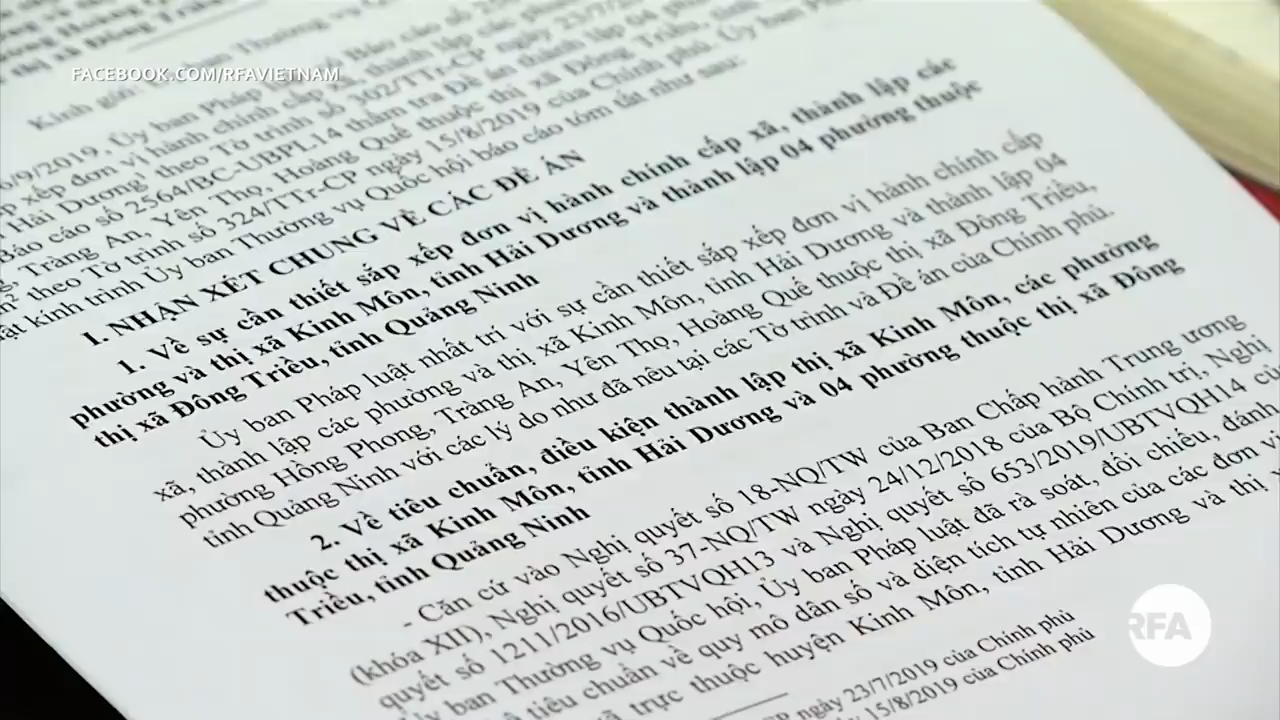 FACEBOOK.COM/RFAVIETNAM
Kính gửi:
/9/2019, Ủy ban Pháp
xếp đơn vị hành chính cấp xã, thành lập các
Hải Dương" theo Tờ trình số 302/TTr-CP ngày 23/7/
Báo cáo số 2564/BC-UBPL14 thẩm tra Đề án thành lập 04
Tràng An, Yên Thọ, Hoàng Quế thuộc thị xã Đông Triều, tỉnh
theo Tờ trình số 324/TTr-CP ngày 15/8/2019 của Chính phủ. Ủy ban
kính trình Ủy ban Thường vụ Quốc hội báo cáo tóm tắt như sau:
I. NHẬN XÉT CHUNG VỀ CÁC ĐỀ ÁN
1. Về sự cần thiết sắp xếp đơn vị hành chính cấp xã, thành lập các
phường và thị xã Kinh Môn, tỉnh Hải Dương và thành lập 04 phường thuộc
thị xã Đông Triều, tỉnh Quảng Ninh
Ủy ban Pháp luật nhất trí với sự cần thiết sắp xếp đơn vị hành chính cấp
xã, thành lập các phường và thị xã Kinh Môn, tỉnh Hải Dương và thành lập 04
phường Hồng Phong, Tràng An, Yên Thọ, Hoàng Quế thuộc thị xã Đông Triều,
tỉnh Quảng Ninh với các lý do như đã nêu tại các Tờ trình và Đề án của Chính phủ.
2. Về tiêu chuẩn, điều kiện thành lập thị xã Kinh Môn, các phường
thuộc thị xã Kinh Môn, tỉnh Hải Dương và 04 phường thuộc thị xã Đông
Triều, tỉnh Quảng Ninh
- Căn cứ vào Nghị quyết số 18-NQ/TW của Ban Chấp hành Trung ương
(khóa XII), Nghị quyết số 37-NQ/TW ngày 24/12/2018 của Bộ Chính trị, Nghị
quyết số 1211/2016/UBTVQH13 và Nghị quyết số 653/2019/UBTVQH14
Ủy ban Thường vụ Quốc hội, Ủy ban Pháp luật đã rà soát, đối chiếu, đánh
tiêu chuẩn về quy mô dân số và diện tích tự nhiên của các đơn vị
xã trực thuộc huyện Kinh Môn, tỉnh Hải Dương và thị
ngày 23/7/2019 của Chính phủ
15/8/2019 của Chính phủ
RFA